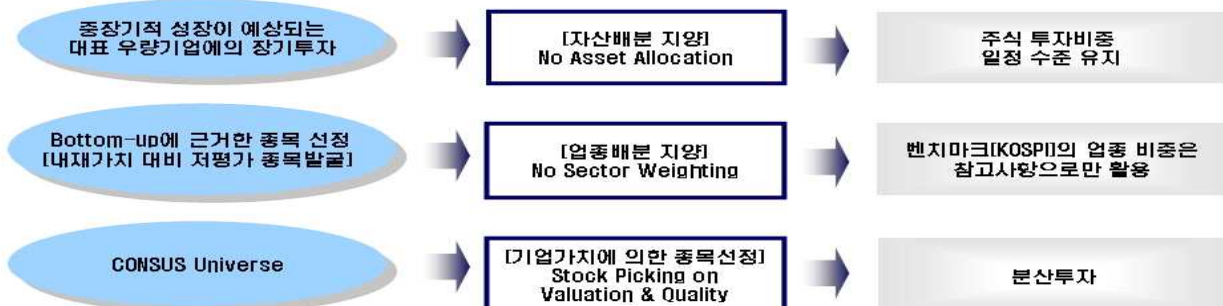 중장기적 성장이 예상되는
대표 우량기업에의 장기투자
[자산배분 지양]
No Asset Allocation
주식 투자비중
일정 수준 유지
Bottom-up에 근거한 종목 선정
[내재가치 대비 저평가 종목발굴]
[업종배분 지양]
No Sector Weighting
벤치마크[KOSPI]의 업종 비중은
참고사항으로만 활용
CONSUS Universe
[기업가치에 의한 종목선정]
Stock Picking on
Valuation & Quality
분산투자